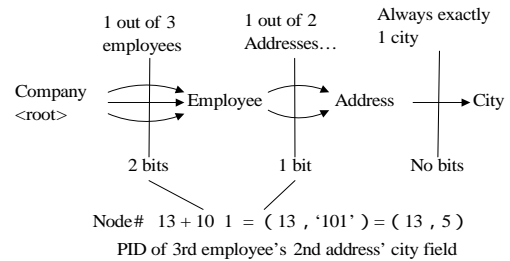 1 out of 3
employees
1 out of 2
Addresses…
Always exactly
1 city
Company
<root>
Employee
Address
City
2 bits
1 bit
No bits
Node# 13 + 10 1 = ( 13 , ‘101’ ) = ( 13 , 5 )
PID of 3rd employee’s 2nd address’ city field